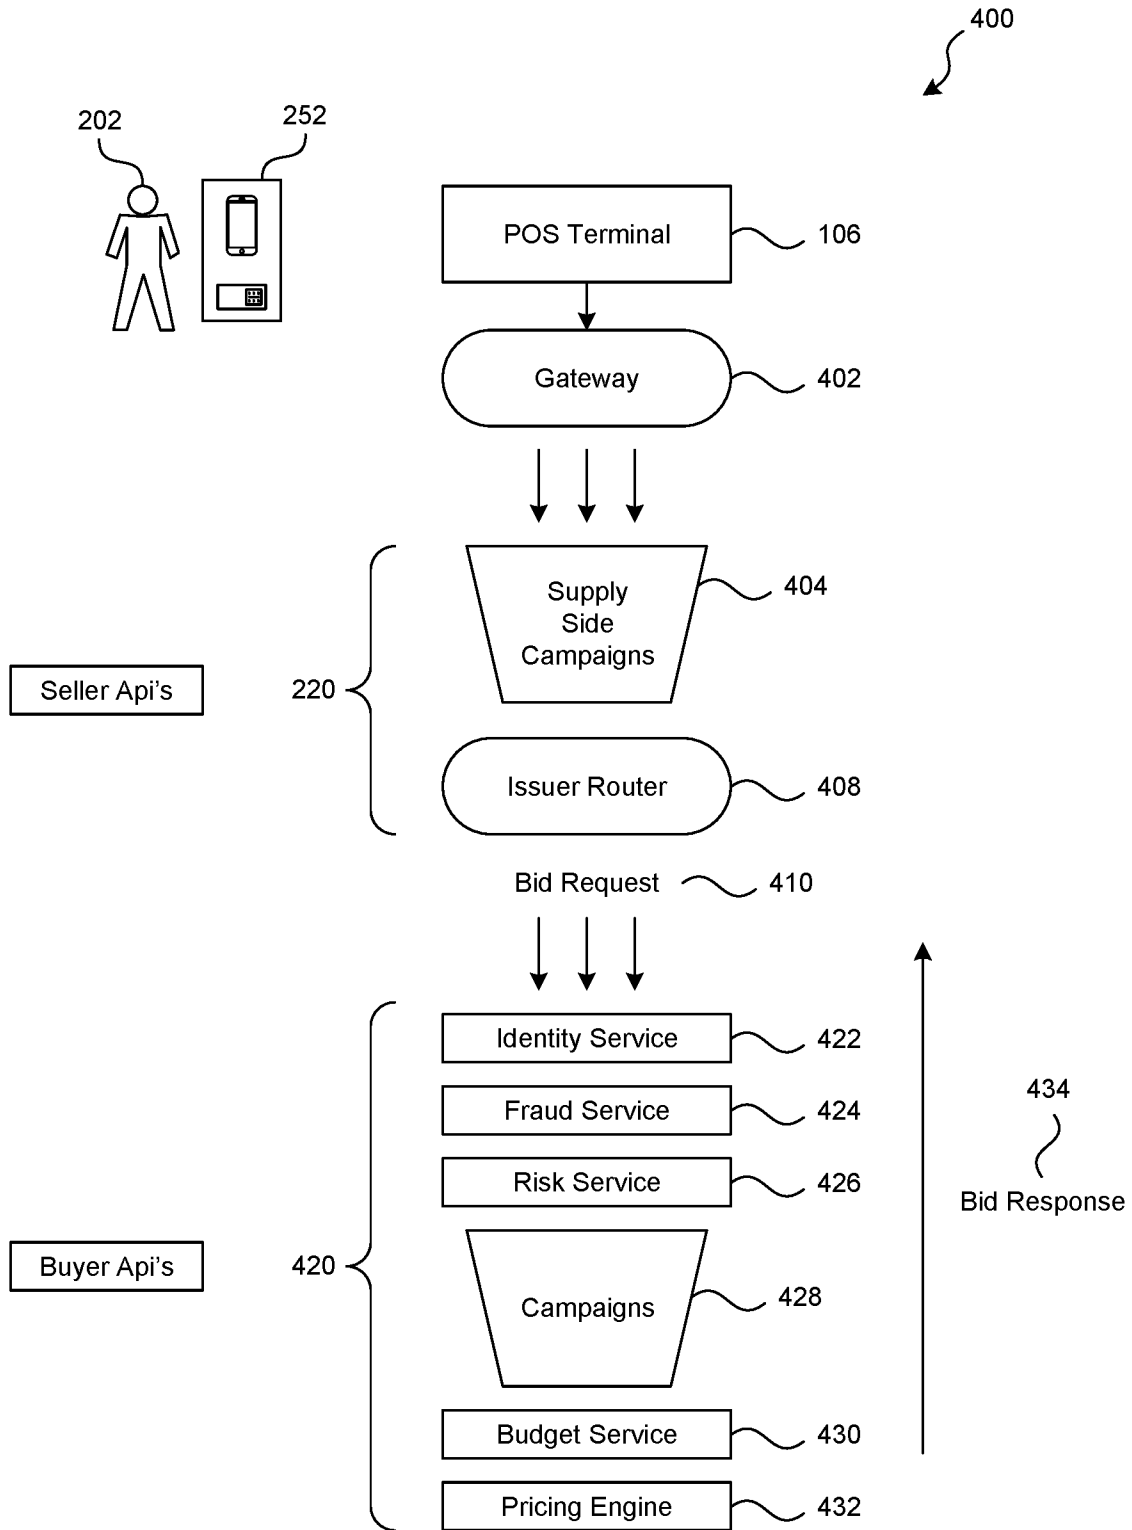 400
202
252
POS Terminal
106
Gateway
402
Supply
Side
Campaigns
404
Seller Api's
220
Issuer Router
408
Bid Request
410
Identity Service
422
Fraud Service
424
434
Risk Service
426
Bid Response
Buyer Api's
420
Campaigns
428
Budget Service
430
Pricing Engine
432